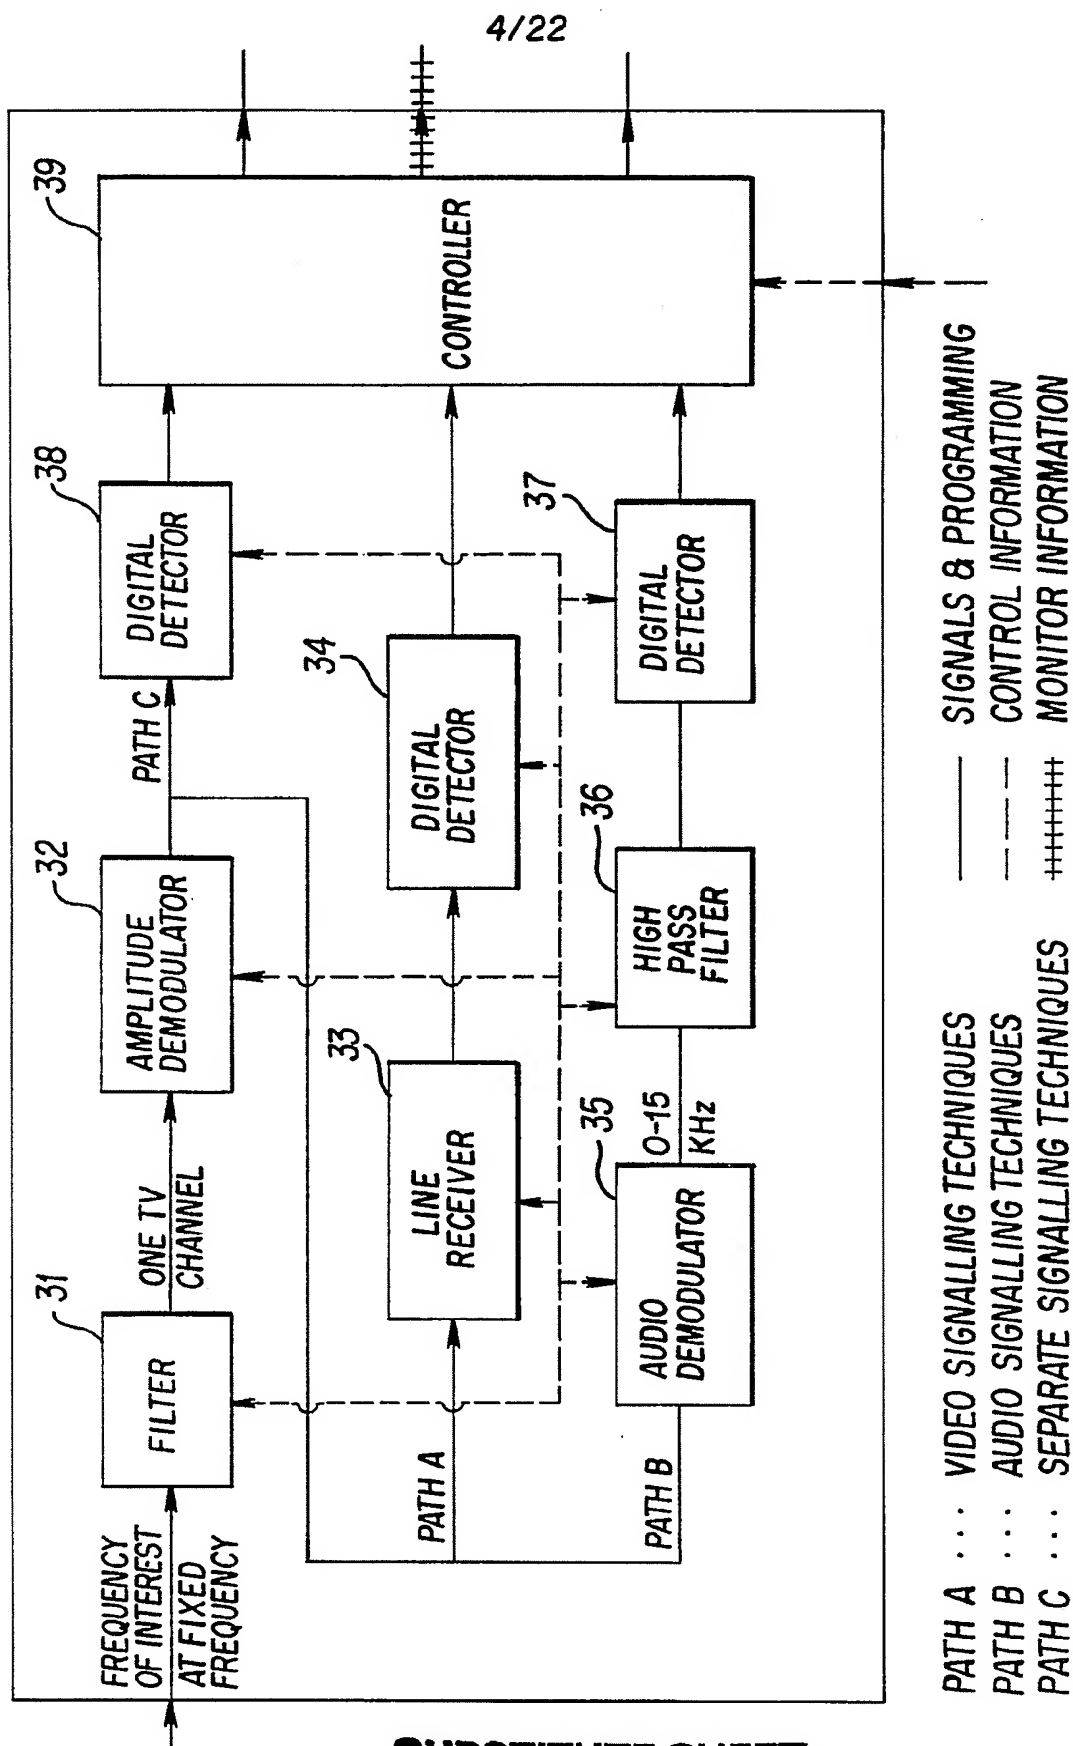 4/22
FREQUENCY
OF INTEREST
AT FIXED
FREQUENCY
31
FILTER
ONE TV
CHANNEL
32
AMPLITUDE
DEMODULATOR
PATH C
38
DIGITAL
DETECTOR
39
CONTROLLER
PATH A
33
LINE
RECEIVER
34
DIGITAL
DETECTOR
PATH B
35
AUDIO
DEMODULATOR
0-15
KHz
36
HIGH
PASS
FILTER
37
DIGITAL
DETECTOR
PATH A ... VIDEO SIGNALLING TECHNIQUES
PATH B ... AUDIO SIGNALLING TECHNIQUES
PATH C ... SEPARATE SIGNALLING TECHNIQUES
SIGNALS & PROGRAMMING
CONTROL INFORMATION
MONITOR INFORMATION